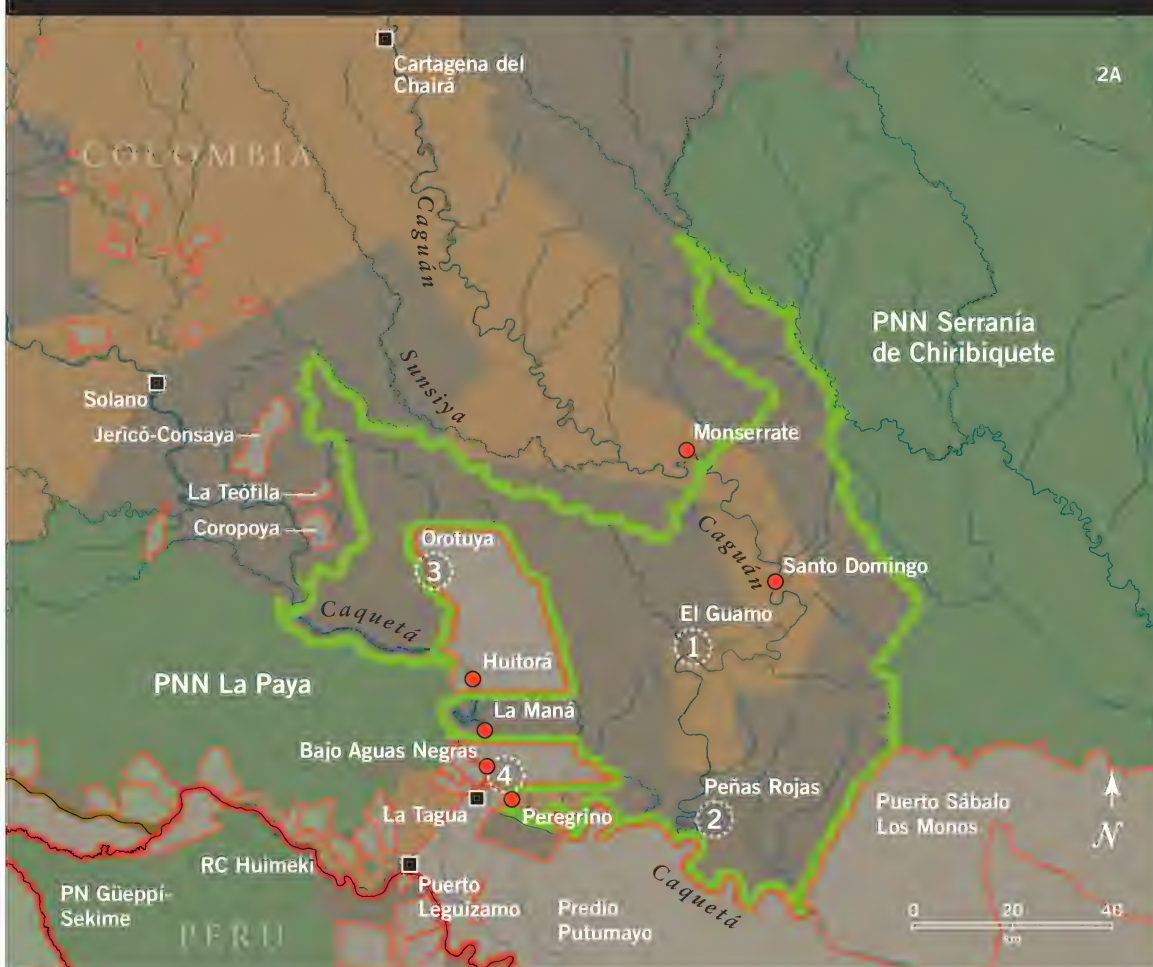 2A
Cartagena del
Chairá
COLOMBIA
Caguán
PNN Serranía
de Chiribiquete
Sunsiya
Solano
Jericó-Consaya
Monserrate
La Teófila
Coropoya
Orotuya
3
Caguán
Santo Domingo
Caquetá
El Guamo
1
Huitorá
PNN La Paya
La Maná
Bajo Aguas Negras
4
Peñas Rojas
2
La Tagua
Peregrino
Puerto Sábalo
Los Monos
N
RC Huimeki
Puerto
Leguízamo
Caquetá
PN Güeppí-
Sekime
Predio
Putumayo
PERU
0 20 40
km